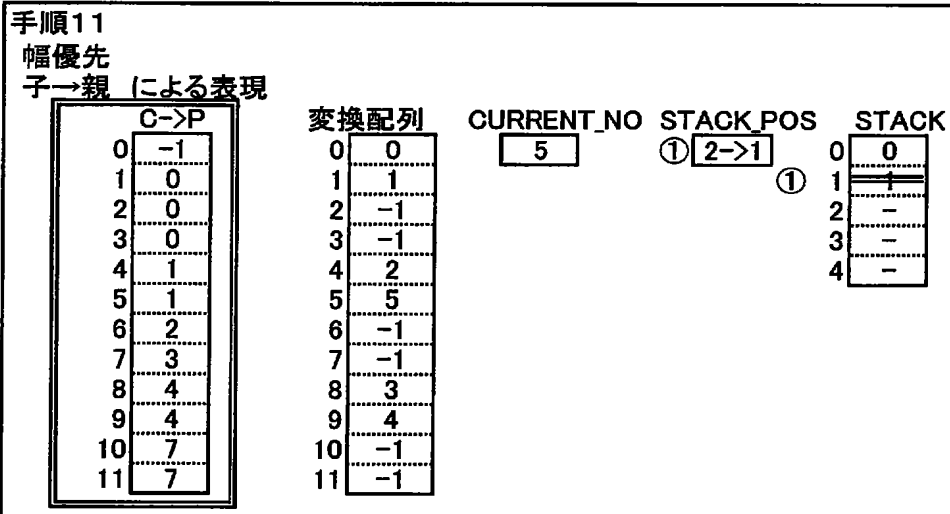 手順11
幅優先
子→親 による表現
C->P 変換配列 CURRENT_NO STACK_POS STACK
0 -1 0 0 5 ① 2->1 0 0
1 0 1 1 ① 1 1
2 0 2 -1 2 -
3 0 3 -1 3 -
4 1 4 2 4 -
5 1 5 5
6 2 6 -1
7 3 7 -1
8 4 8 3
9 4 9 4
10 7 10 -1
11 7 11 -1